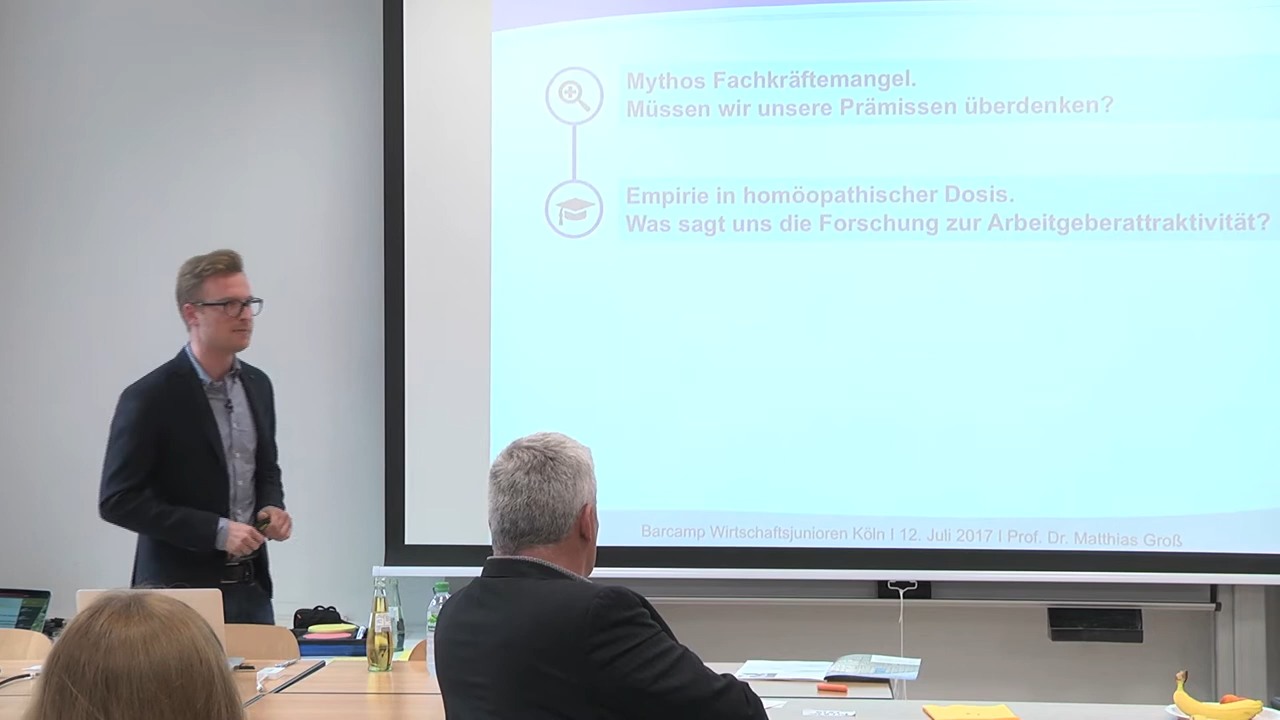 Mythos Fachkräftemangel.
Müssen wir unsere Prämissen überdenken?
Empirie in homöopathischer Dosis.
Was sagt uns die Forschung zur Arbeitgeberattraktivität?
Barcamp Wirtschaftsjunioren Köln I 12. Juli 2017 I Prof. Dr. Matthias Groß